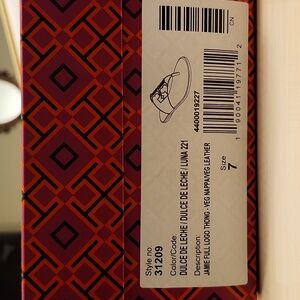 Style no:
31209
Color/Code
DULCE DE LECHE / DULCE DE LECHE / LUNA 221
Description:
JAMIE FULL LOGO THONG - VEG NAPPA/VEG LEATHER
Size
7
4400019227
1 90041 19771 2
CN